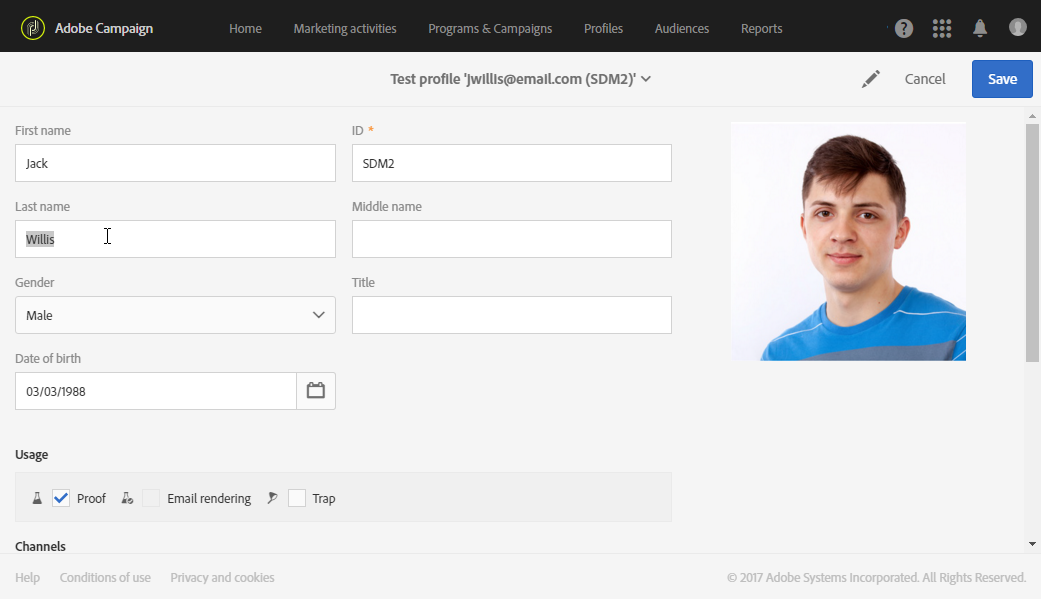 Adobe Campaign Home Marketing activities Programs & Campaigns Profiles Audiences Reports ?
Test profile 'jwillis@email.com (SDM2)' Cancel Save
First name ID *
Jack SDM2
Last name Middle name
Willis
Gender Title
Male
Date of birth
03/03/1988
Usage
Proof Email rendering Trap
Channels
Help Conditions of use Privacy and cookies © 2017 Adobe Systems Incorporated. All Rights Reserved.